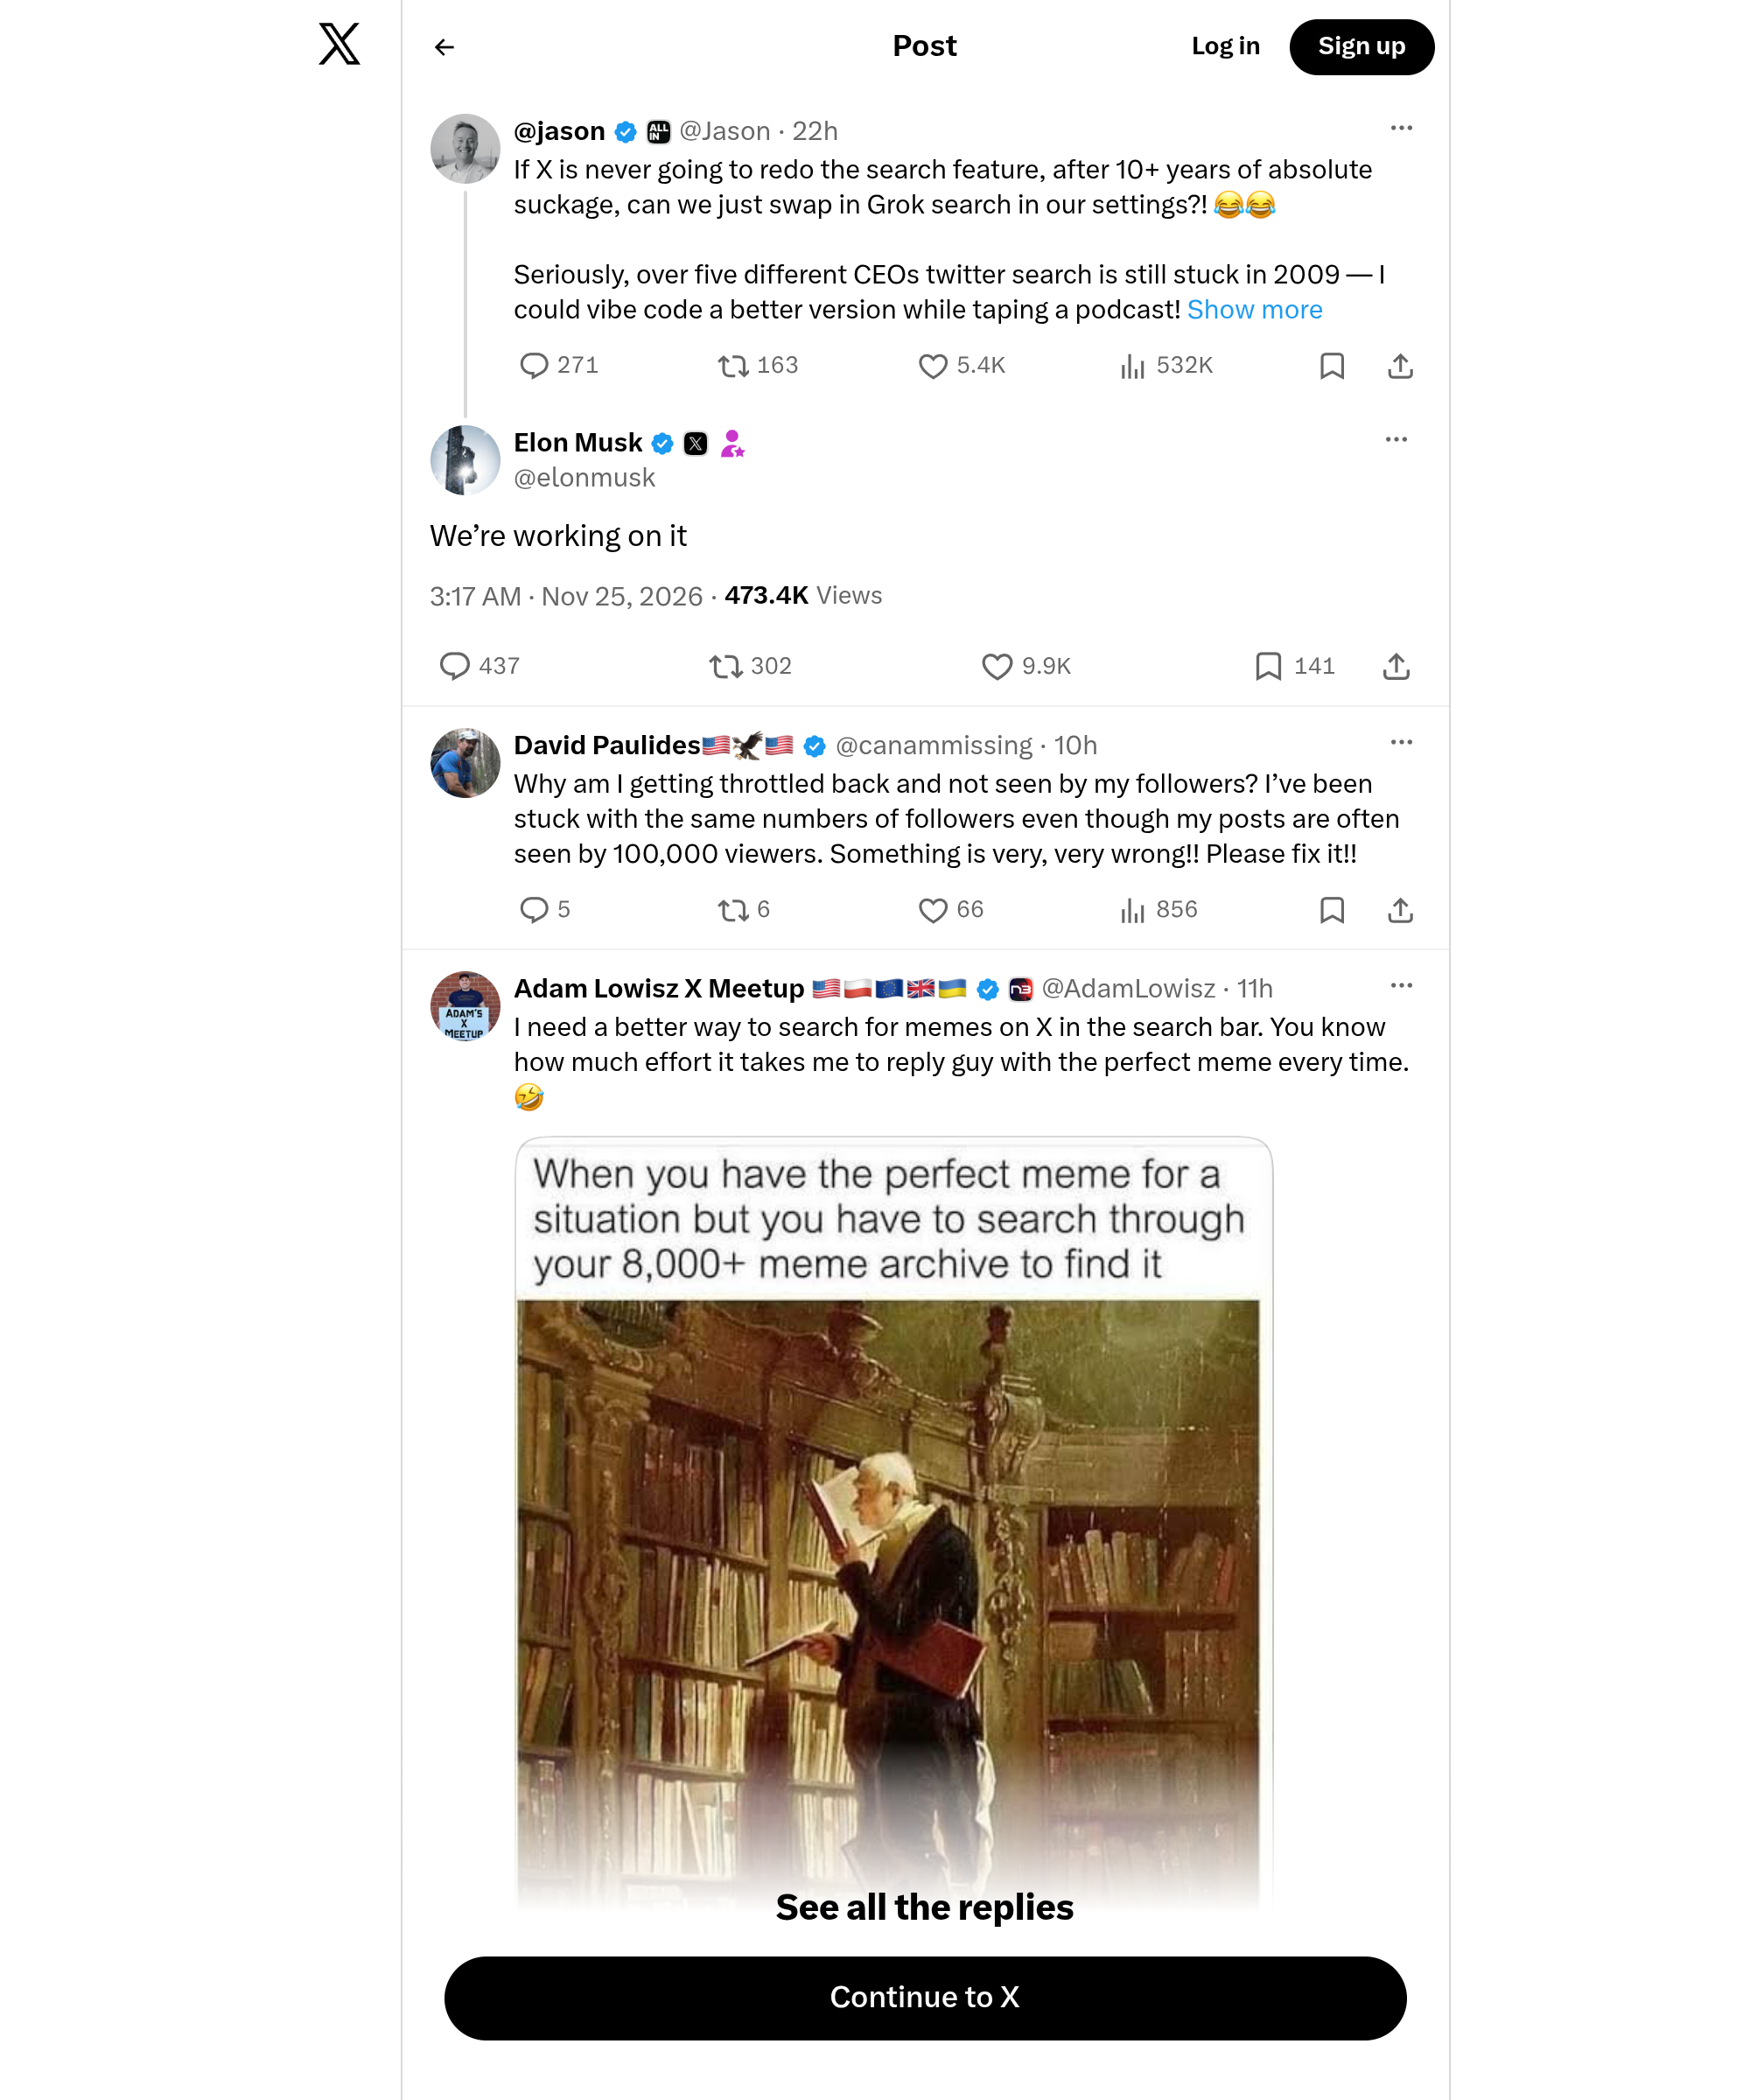 Post
Log in
Sign up
@jason ALL IN @Jason · 22h
If X is never going to redo the search feature, after 10+ years of absolute
suckage, can we just swap in Grok search in our settings?! 😂😂
Seriously, over five different CEOs twitter search is still stuck in 2009 — I
could vibe code a better version while taping a podcast! Show more
271 163 5.4K 532K
Elon Musk
@elonmusk
We’re working on it
3:17 AM · Nov 25, 2026 · 473.4K Views
437 302 9.9K 141
David Paulides🇺🇸🦅🇺🇸 @canammissing · 10h
Why am I getting throttled back and not seen by my followers? I’ve been
stuck with the same numbers of followers even though my posts are often
seen by 100,000 viewers. Something is very, very wrong!! Please fix it!!
5 6 66 856
ADAM'S
X
MEETUP
Adam Lowisz X Meetup 🇺🇸🇵🇱🇪🇺🇬🇧🇺🇦 n3 @AdamLowisz · 11h
I need a better way to search for memes on X in the search bar. You know
how much effort it takes me to reply guy with the perfect meme every time.
🤣
When you have the perfect meme for a
situation but you have to search through
your 8,000+ meme archive to find it
See all the replies
Continue to X